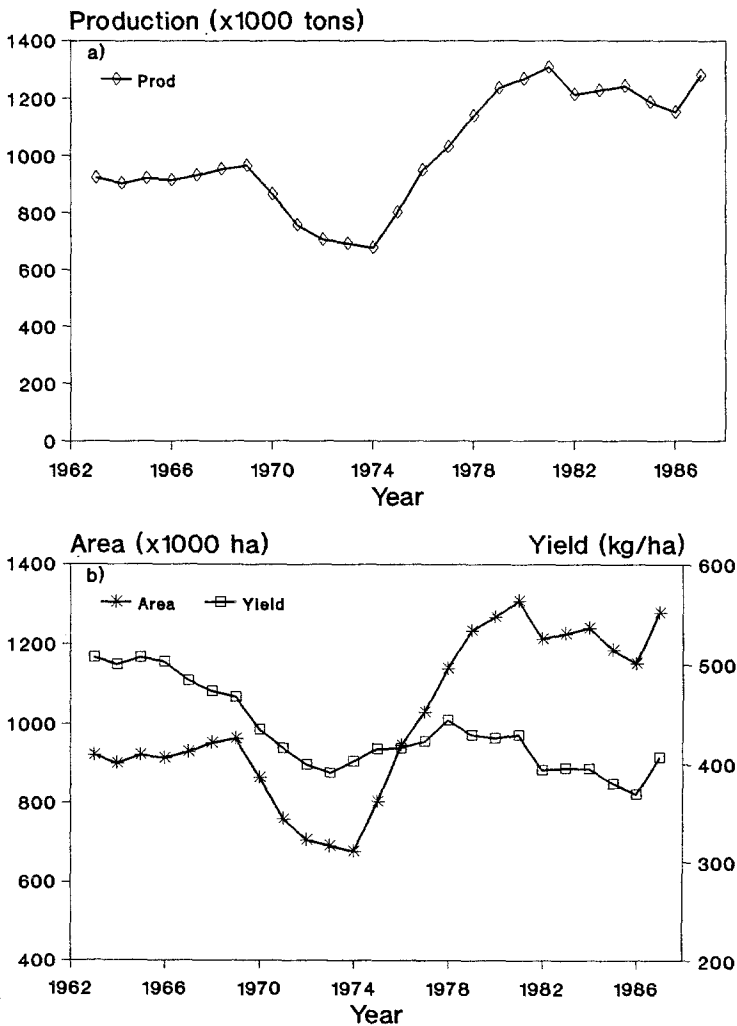 Production (x1000 tons)
1400
a)
Prod
1200
1000
800
600
400
200
0
1962 1966 1970 1974 1978 1982 1986
Year
Area (x1000 ha) Yield (kg/ha)
1400 600
b)
Area Yield
1200
500
1000
400
800
300
600
400 200
1962 1966 1970 1974 1978 1982 1986
Year